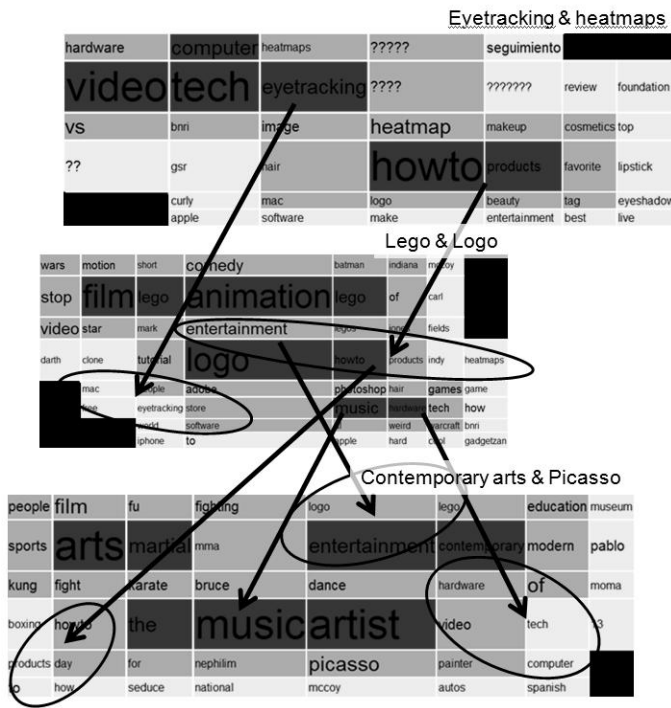 Eyetracking & heatmaps
hardware computer heatmaps ????? seguimiento
video tech eyetracking ???? ??????? review foundation
vs bnri image heatmap makeup cosmetics top
?? gsr hair howto products favorite lipstick
curly mac logo beauty tag eyeshadow
apple software make entertainment best live
Lego & Logo
wars motion short comedy batman indiana mccoy
stop film lego animation lego of carl
video star mark entertainment legos jones fields
darth clone tutorial logo howto products indy heatmaps
mac people adobe photoshop hair games game
free eyetracking store music hardware tech how
world software weird warcraft bnri
iphone to apple hard cool gadgetzan
Contemporary arts & Picasso
people film fu fighting logo lego education museum
sports arts martial mma entertainment contemporary modern pablo
kung fight karate bruce dance hardware of moma
boxing howto the music artist video tech 13
products day for nephilim picasso painter computer
to how seduce national mccoy autos spanish